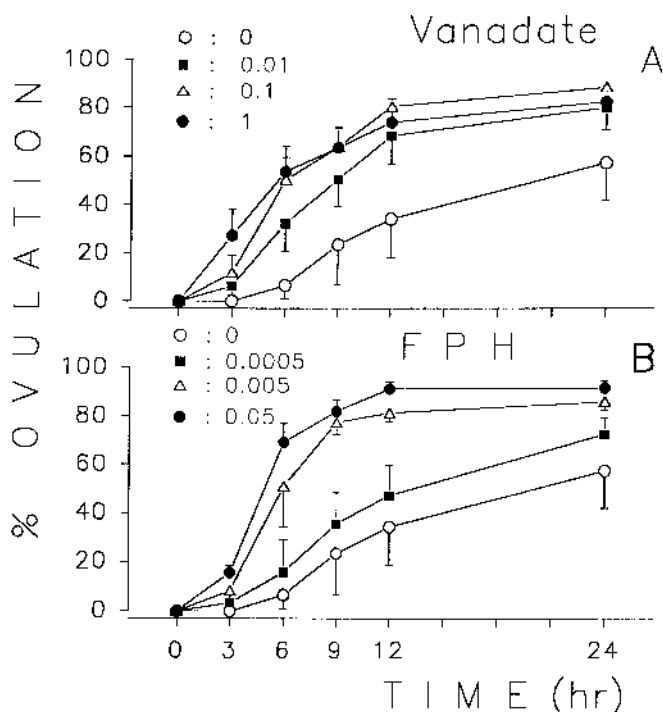 Vanadate
A
○ : 0
■ : 0.01
△ : 0.1
● : 1
100
80
60
40
20
0
% OVULATION
FPH
B
○ : 0
■ : 0.0005
△ : 0.005
● : 0.05
100
80
60
40
20
0
0 3 6 9 12 24
TIME (hr)